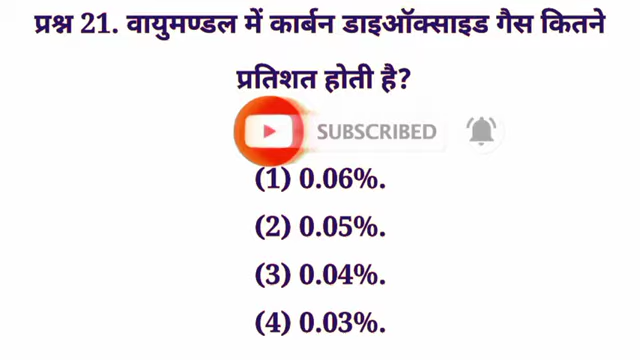 प्रश्न 21. वायुमण्डल में कार्बन डाइऑक्साइड गैस कितने
प्रतिशत होती है?
SUBSCRIBED
(1) 0.06%.
(2) 0.05%.
(3) 0.04%.
(4) 0.03%.